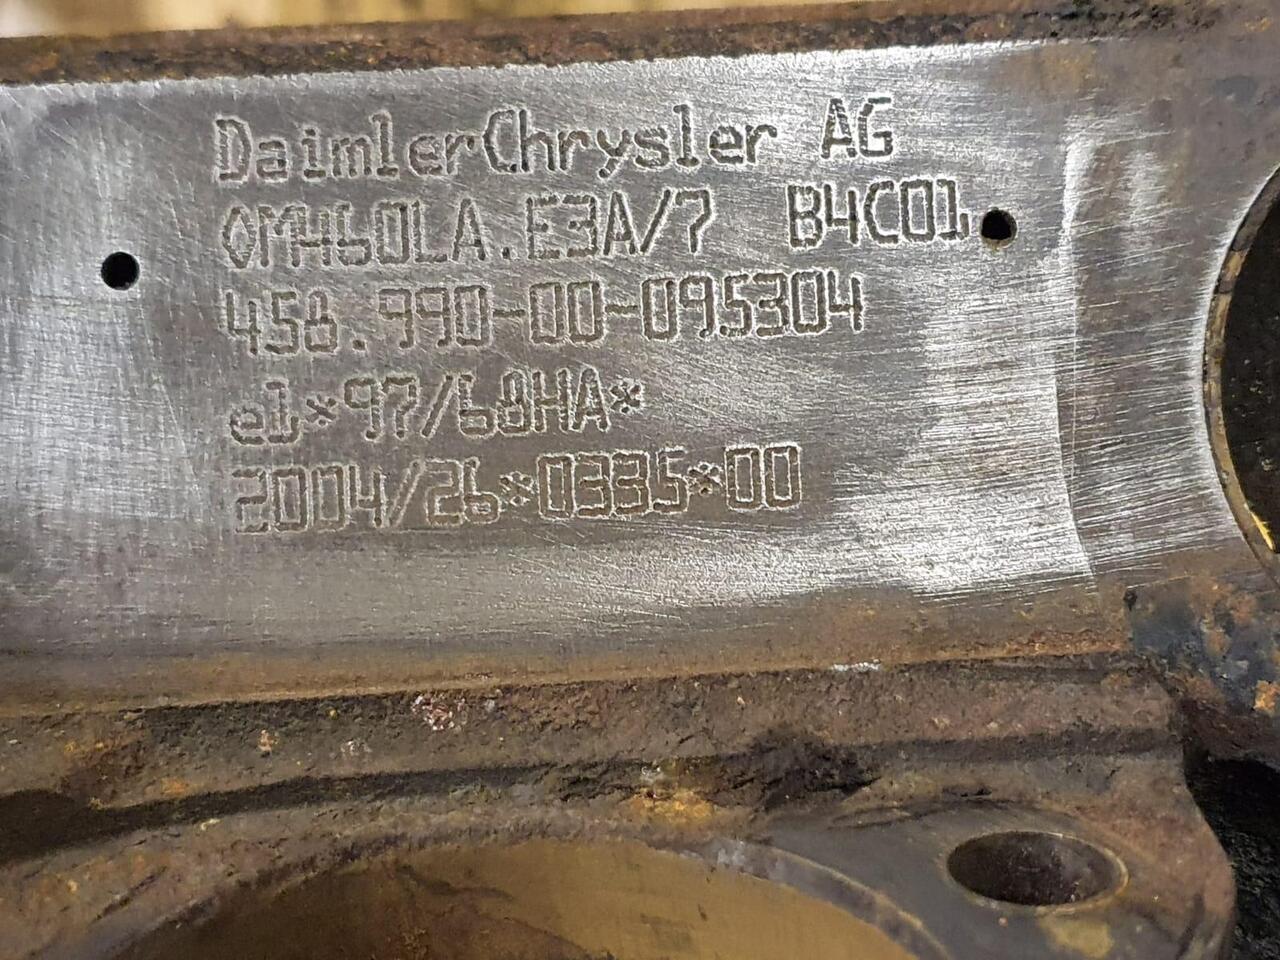 DaimlerChrysler AG
OM460LA.E3A/7 B4C01
458.990-00-095304
e1*97/68HA*
2004/26*0335*00